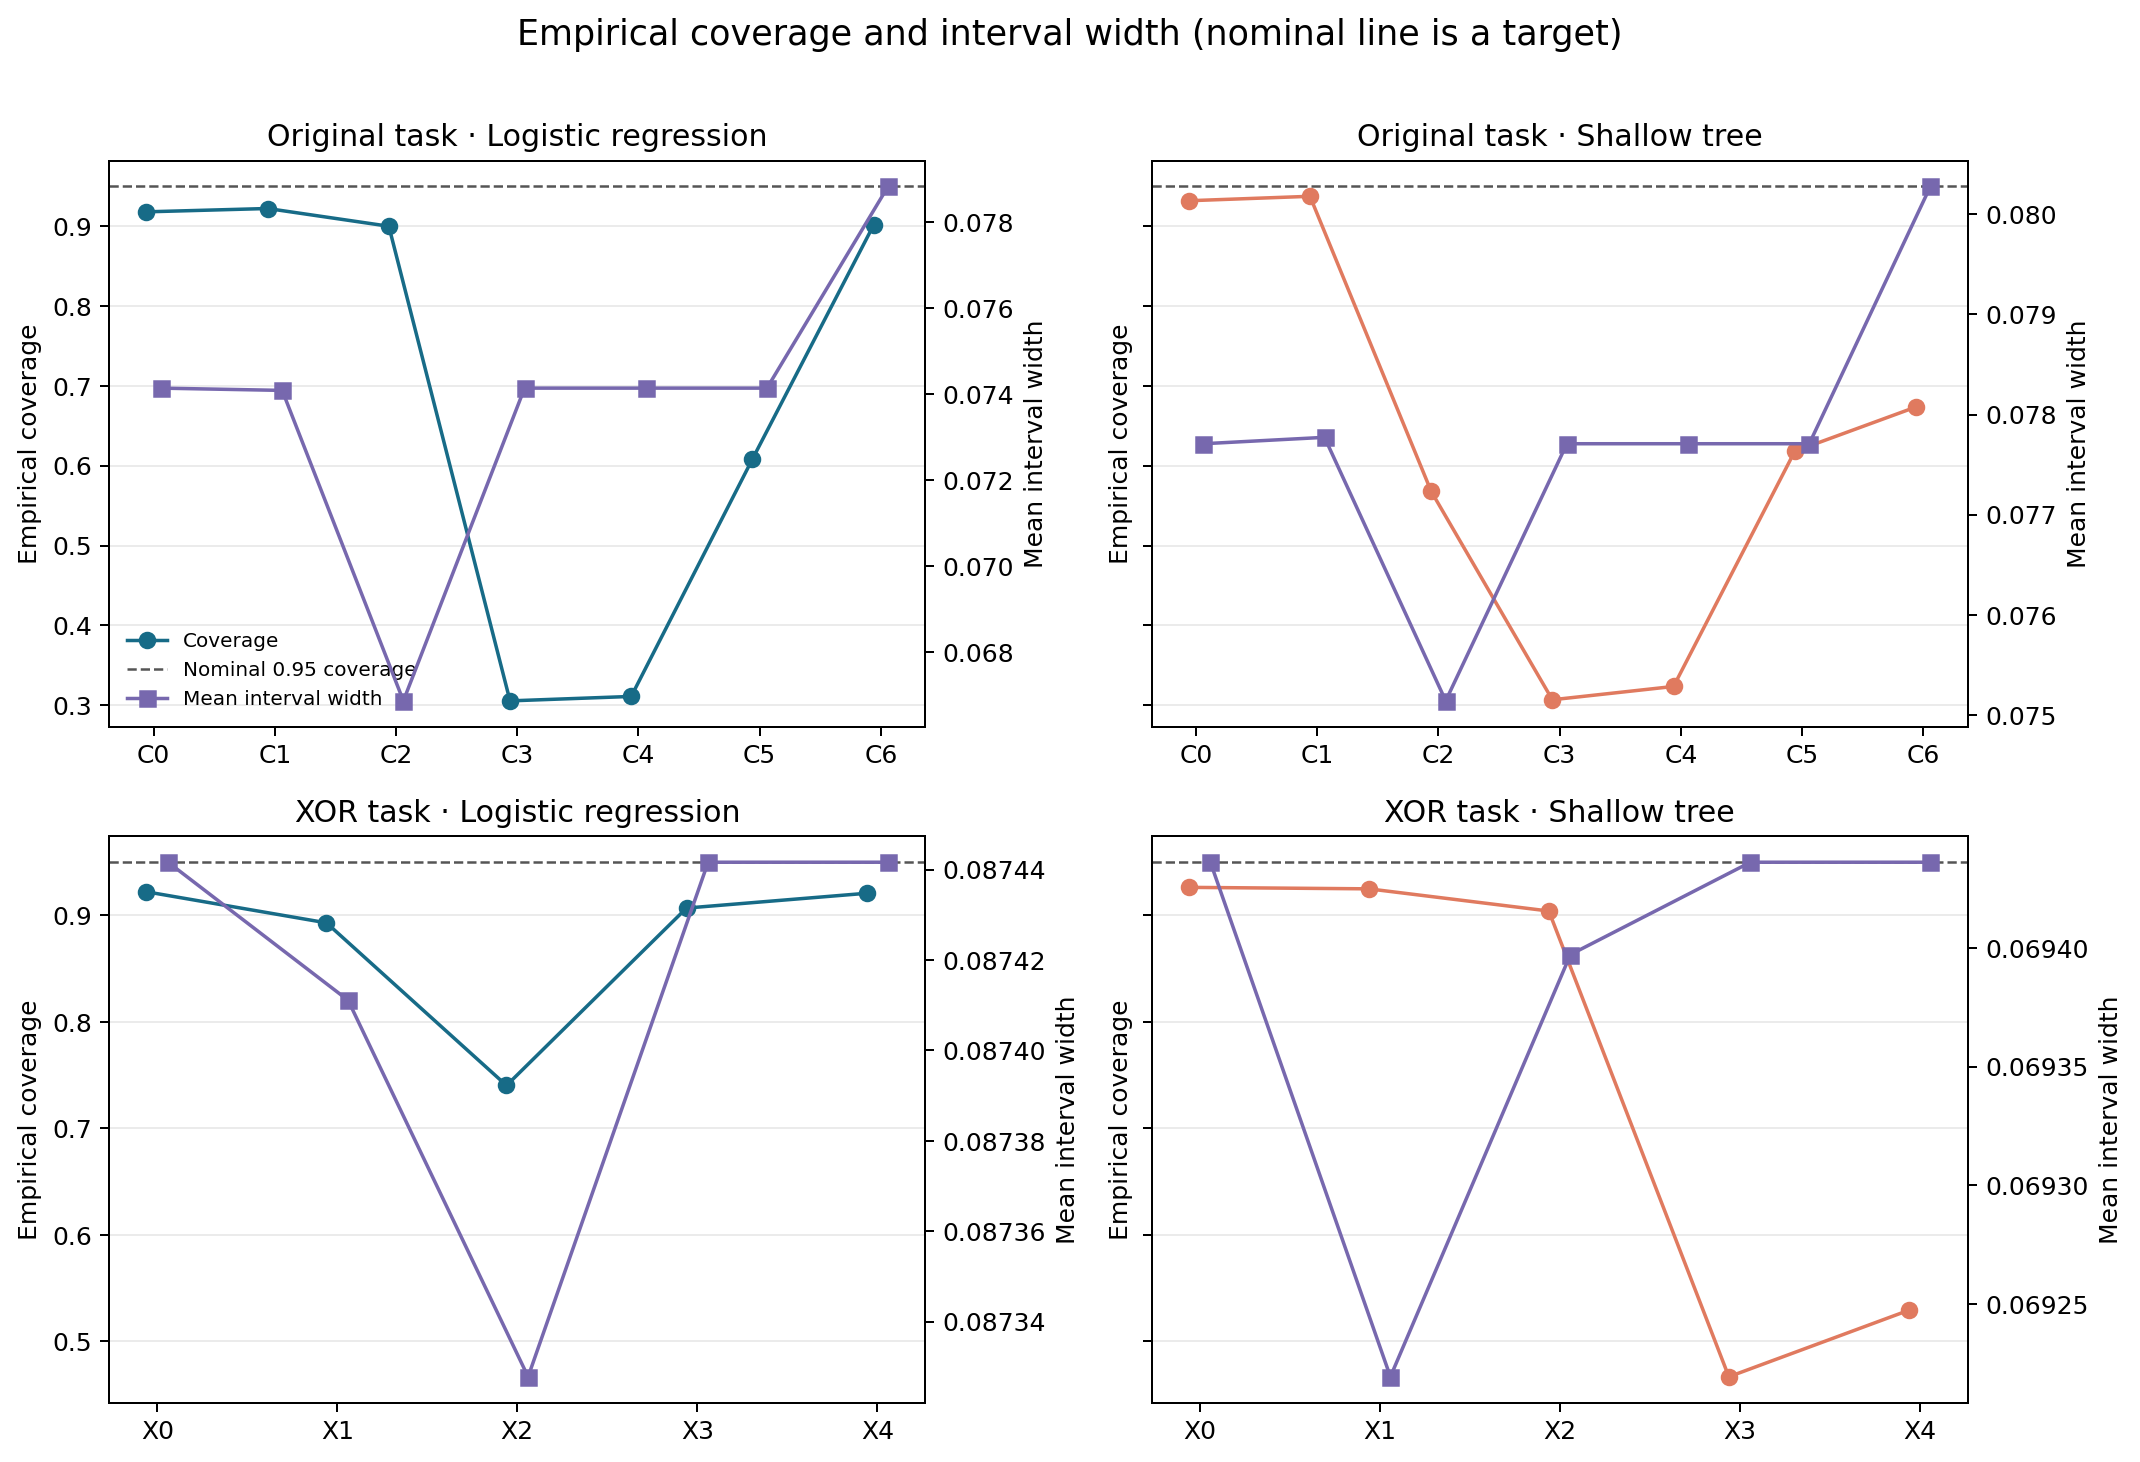 Empirical coverage and interval width (nominal line is a target)
Original task · Logistic regression
Empirical coverage
0.9
0.8
0.7
0.6
0.5
0.4
0.3
Coverage
Nominal 0.95 coverage
Mean interval width
C0 C1 C2 C3 C4 C5 C6
0.078
0.076
0.074
0.072
0.070
0.068
Mean interval width
Original task · Shallow tree
Empirical coverage
C0 C1 C2 C3 C4 C5 C6
0.080
0.079
0.078
0.077
0.076
0.075
Mean interval width
XOR task · Logistic regression
Empirical coverage
0.9
0.8
0.7
0.6
0.5
X0 X1 X2 X3 X4
0.08744
0.08742
0.08740
0.08738
0.08736
0.08734
Mean interval width
XOR task · Shallow tree
Empirical coverage
X0 X1 X2 X3 X4
0.06940
0.06935
0.06930
0.06925
Mean interval width